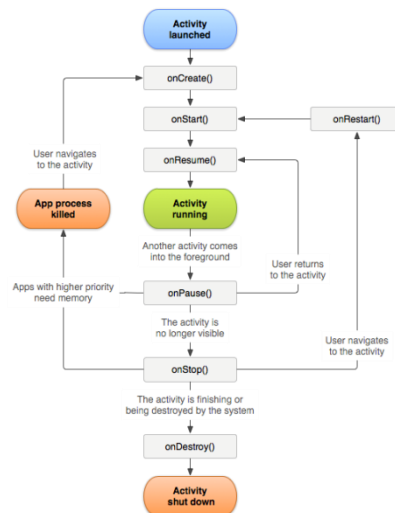 Activity
launched
onCreate()
onStart()
onRestart()
User navigates
to the activity
onResume()
App process
killed
Activity
running
Another activity comes
into the foreground
User returns
to the activity
Apps with higher priority
need memory
onPause()
The activity is
no longer visible
User navigates
to the activity
onStop()
The activity is finishing or
being destroyed by the system
onDestroy()
Activity
shut down